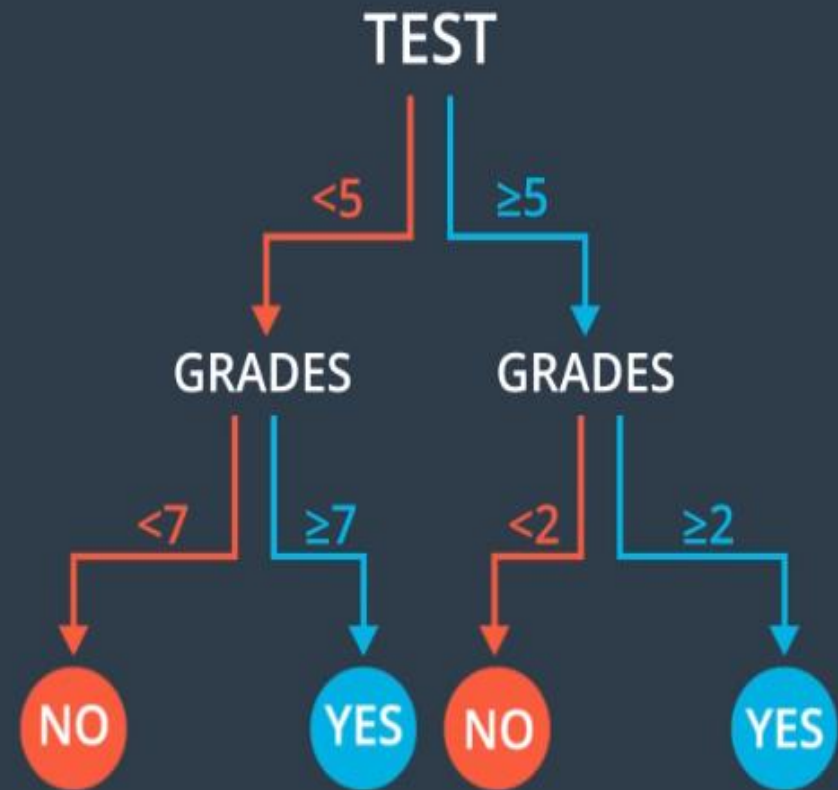 TEST
<5
≥5
GRADES
GRADES
<7
≥7
<2
≥2
NO
YES
NO
YES